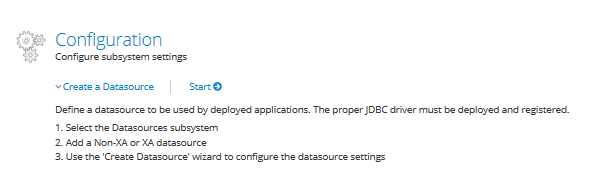 Configuration
Configure subsystem settings
Create a Datasource
Start
Define a datasource to be used by deployed applications. The proper JDBC driver must be deployed and registered.
1. Select the Datasources subsystem
2. Add a Non-XA or XA datasource
3. Use the 'Create Datasource' wizard to configure the datasource settings